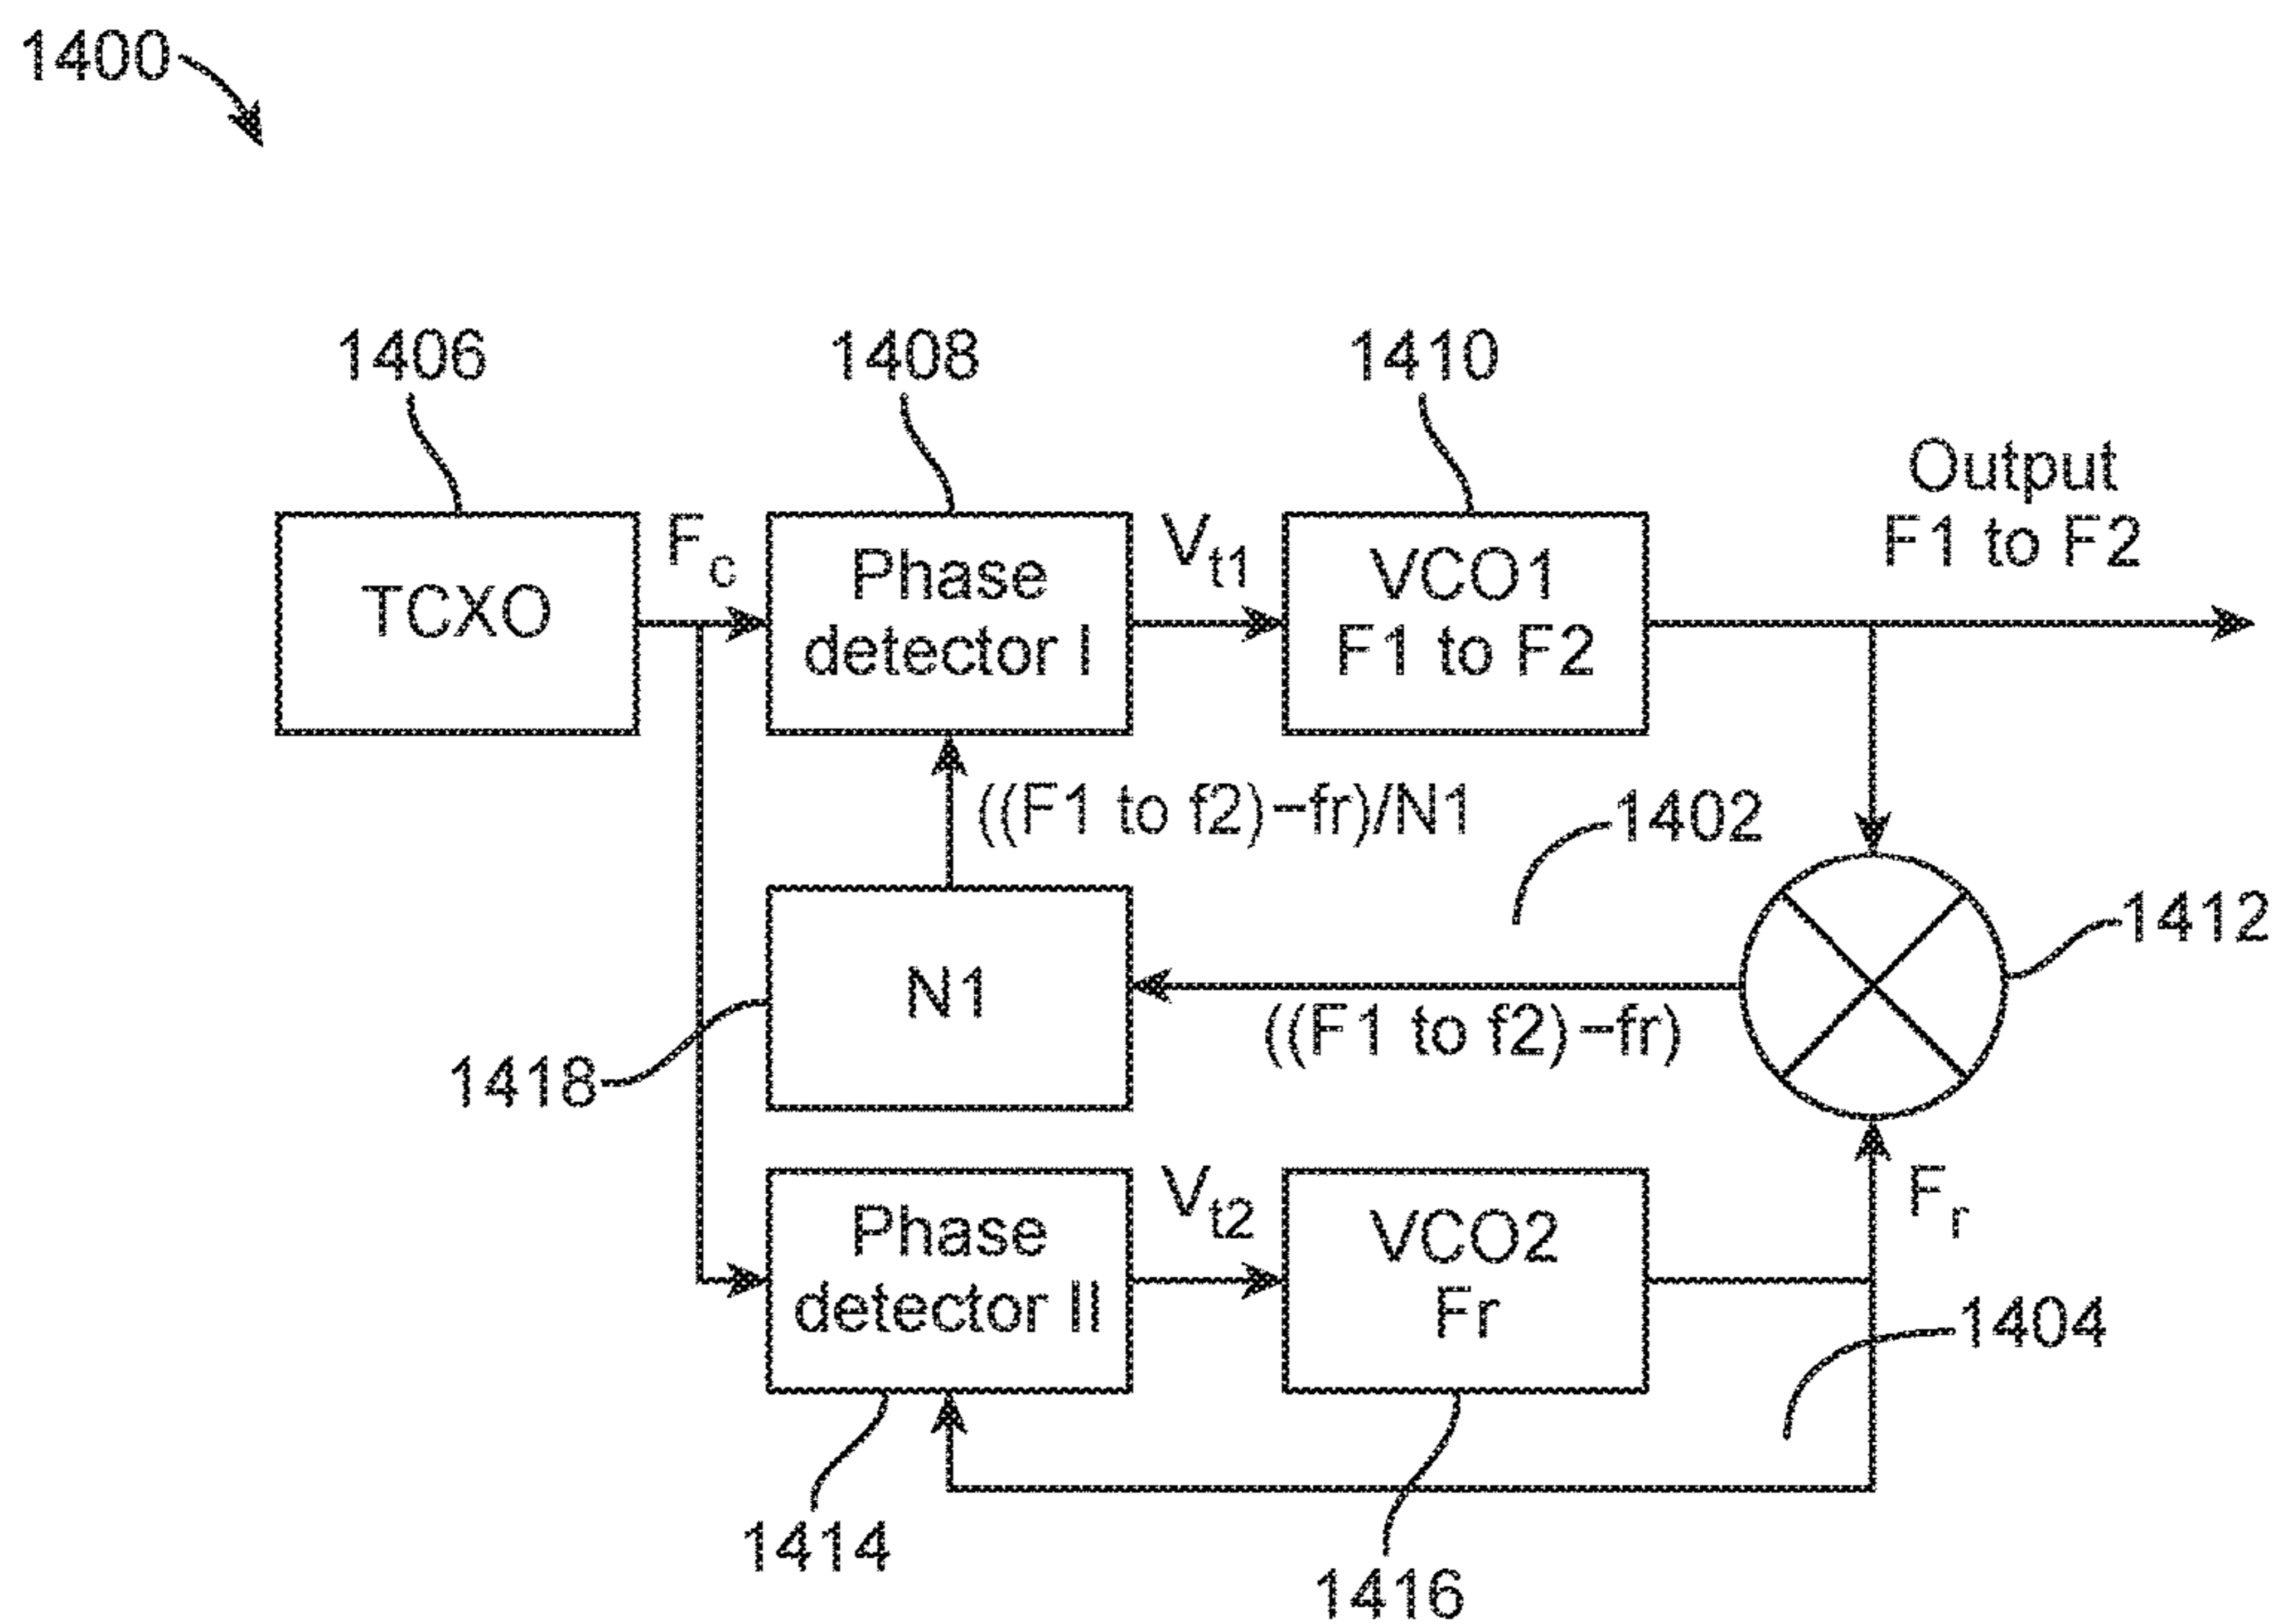 1400
1406
1408
1410
Output
F1 to F2
TCXO
Fc
Phase
detector I
Vt1
VCO1
F1 to F2
((F1 to f2)−fr)/N1
1402
1412
N1
((F1 to f2)−fr)
1418
Phase
detector II
Vt2
VCO2
Fr
Fr
1404
1414
1416